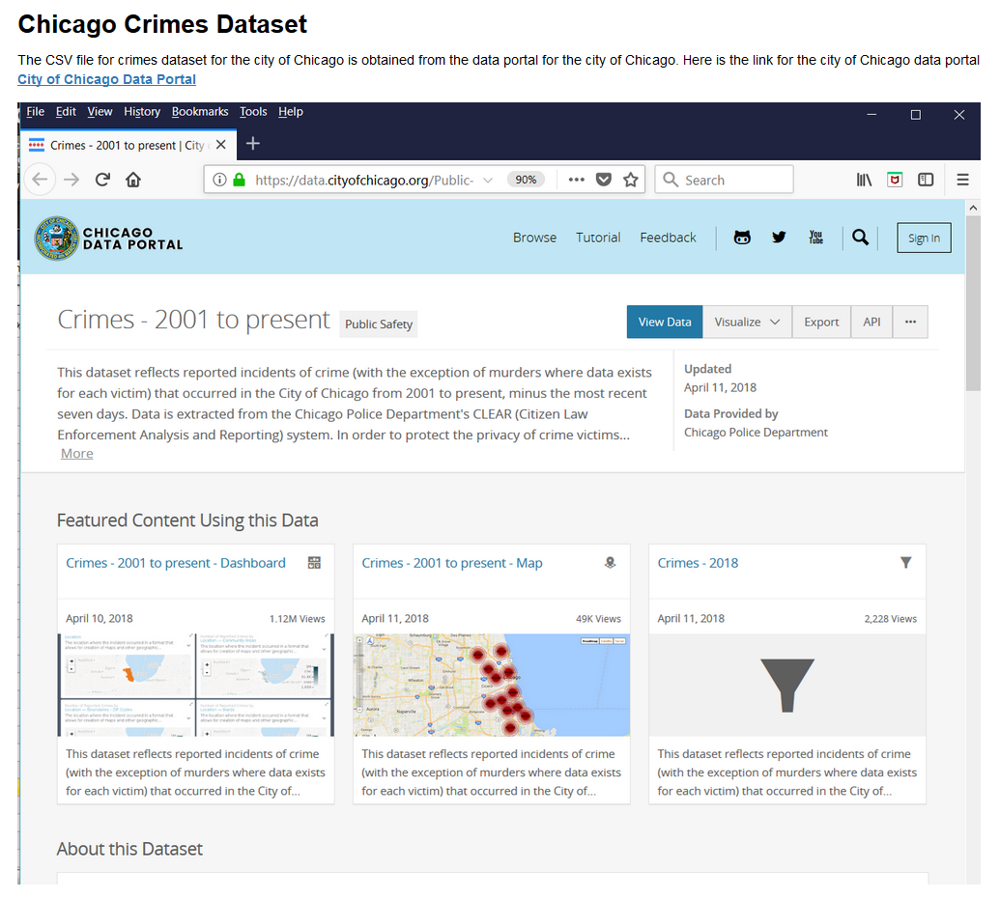 Chicago Crimes Dataset
The CSV file for crimes dataset for the city of Chicago is obtained from the data portal for the city of Chicago. Here is the link for the city of Chicago data portal
City of Chicago Data Portal
File Edit View History Bookmarks Tools Help
Crimes - 2001 to present | City
https://data.cityofchicago.org/Public- 90% Search
CHICAGO
DATA PORTAL
Browse Tutorial Feedback You Tube Sign In
Crimes - 2001 to present Public Safety
View Data Visualize Export API ...
This dataset reflects reported incidents of crime (with the exception of murders where data exists
for each victim) that occurred in the City of Chicago from 2001 to present, minus the most recent
seven days. Data is extracted from the Chicago Police Department's CLEAR (Citizen Law
Enforcement Analysis and Reporting) system. In order to protect the privacy of crime victims...
More
Updated
April 11, 2018
Data Provided by
Chicago Police Department
Featured Content Using this Data
Crimes - 2001 to present - Dashboard
April 10, 2018 1.12M Views
This dataset reflects reported incidents of crime
(with the exception of murders where data exists
for each victim) that occurred in the City of...
Crimes - 2001 to present - Map
April 11, 2018 49K Views
This dataset reflects reported incidents of crime
(with the exception of murders where data exists
for each victim) that occurred in the City of...
Crimes - 2018
April 11, 2018 2,228 Views
This dataset reflects reported incidents of crime
(with the exception of murders where data exists
for each victim) that occurred in the City of...
About this Dataset